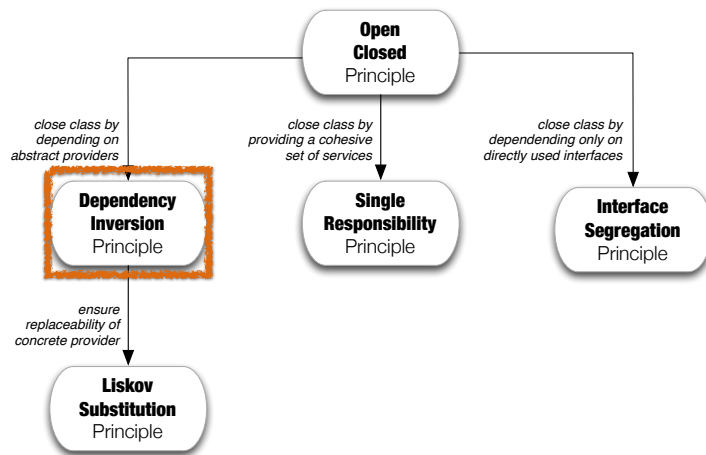 Open
Closed
Principle
close class by
depending on
abstract providers
close class by
providing a cohesive
set of services
close class by
dependending only on
directly used interfaces
Dependency
Inversion
Principle
Single
Responsibility
Principle
Interface
Segregation
Principle
ensure
replaceability of
concrete provider
Liskov
Substitution
Principle